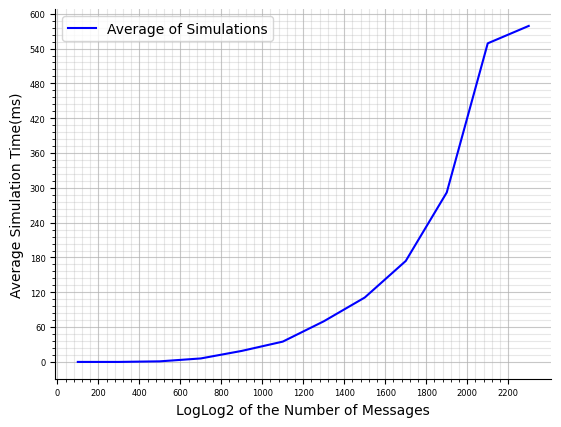 Average of Simulations
Average Simulation Time(ms)
600
540
480
420
360
300
240
180
120
60
0
0 200 400 600 800 1000 1200 1400 1600 1800 2000 2200
LogLog2 of the Number of Messages